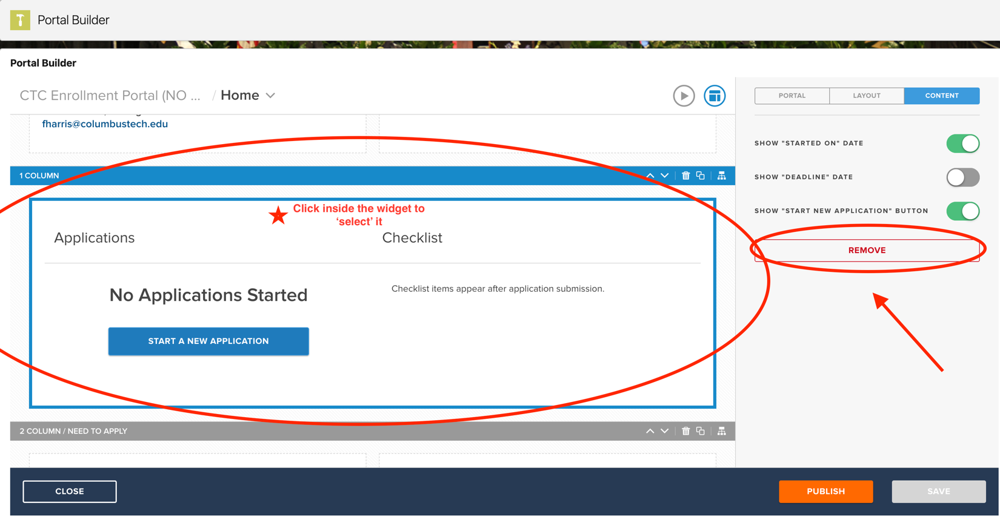 Portal Builder
Portal Builder
CTC Enrollment Portal (NO ... / Home
PORTAL
LAYOUT
CONTENT
fharris@columbustech.edu
SHOW "STARTED ON" DATE
SHOW "DEADLINE" DATE
SHOW "START NEW APPLICATION" BUTTON
REMOVE
1 COLUMN
Click inside the widget to
‘select’ it
Applications
Checklist
No Applications Started
Checklist items appear after application submission.
START A NEW APPLICATION
2 COLUMN / NEED TO APPLY
CLOSE
PUBLISH
SAVE